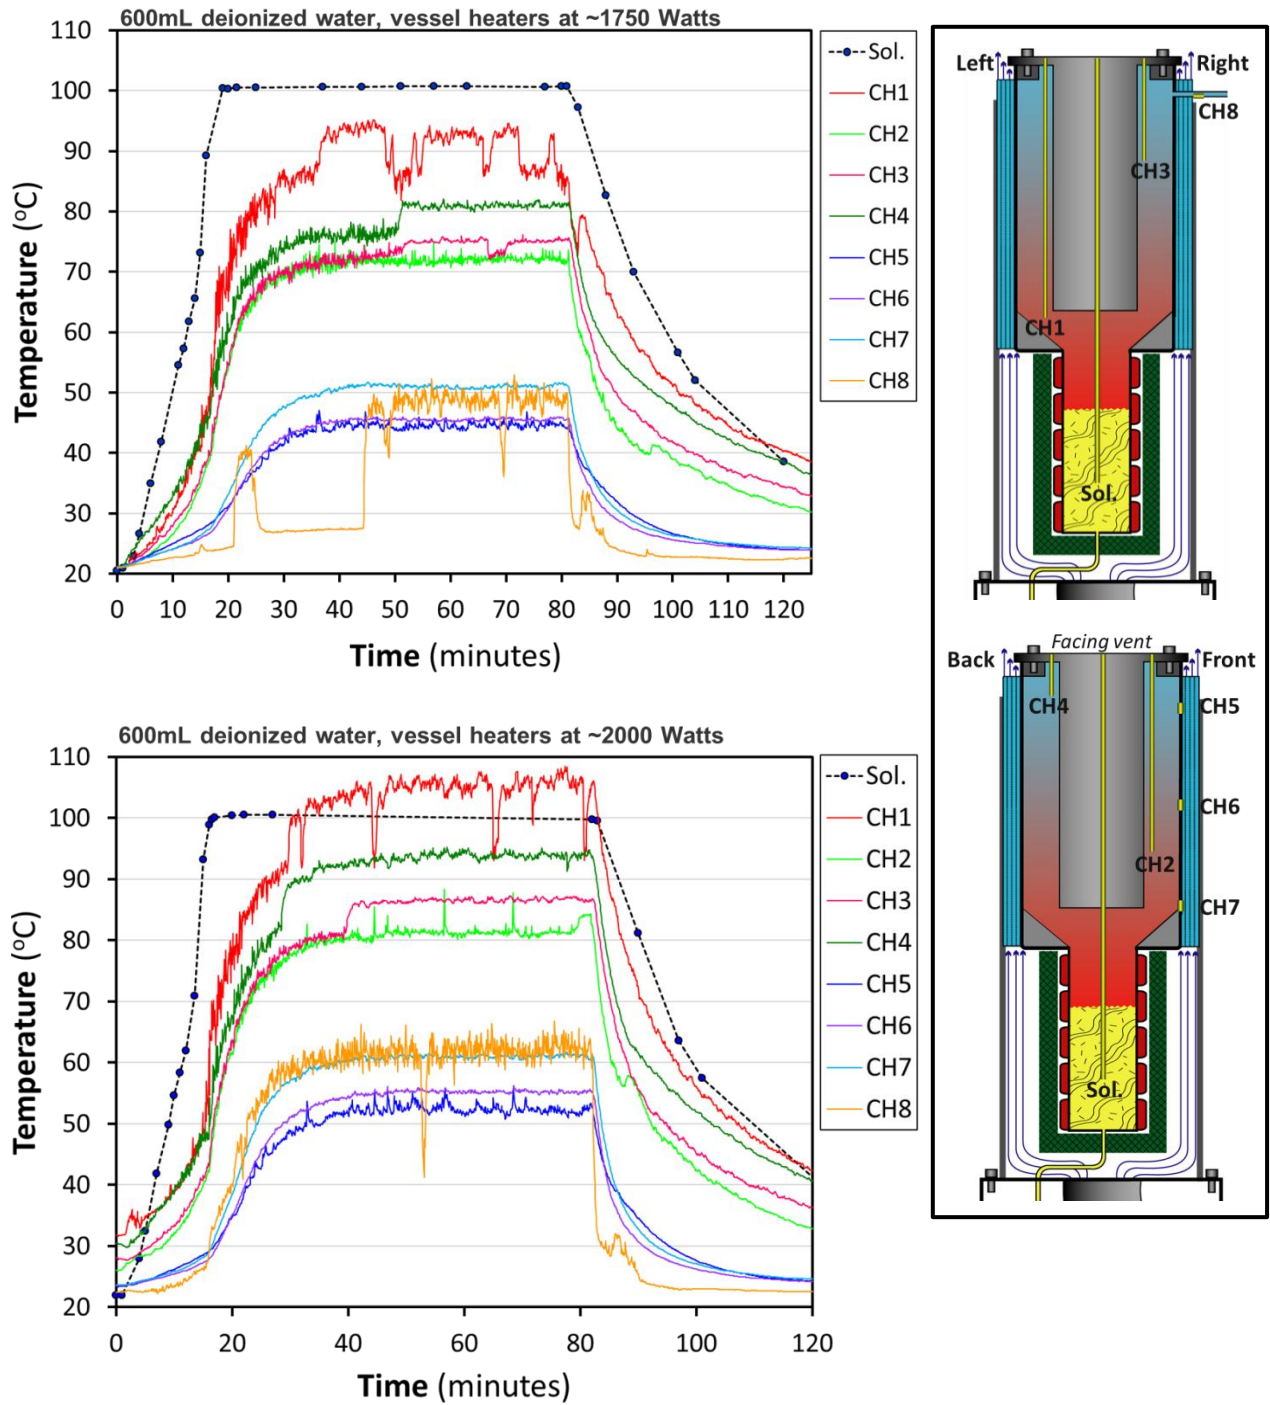 600mL deionized water, vessel heaters at ~1750 Watts
110
100
90
80
70
60
50
40
30
20
Temperature (°C)
0 10 20 30 40 50 60 70 80 90 100 110 120
Time (minutes)
Sol.
CH1
CH2
CH3
CH4
CH5
CH6
CH7
CH8
Left
Right
CH8
CH3
CH1
Sol.
600mL deionized water, vessel heaters at ~2000 Watts
110
100
90
80
70
60
50
40
30
20
Temperature (°C)
0 20 40 60 80 100 120
Time (minutes)
Sol.
CH1
CH2
CH3
CH4
CH5
CH6
CH7
CH8
Facing vent
Back
Front
CH4
CH5
CH6
CH2
CH7
Sol.